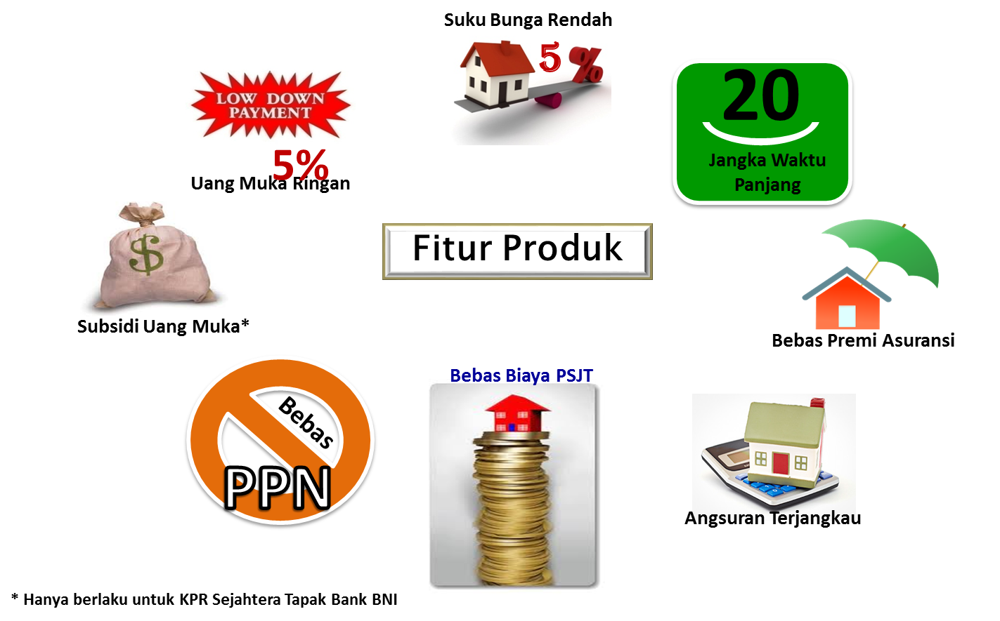 Suku Bunga Rendah
5 %
LOW DOWN
PAYMENT
5%
Uang Muka Ringan
20
Jangka Waktu
Panjang
Fitur Produk
$
Subsidi Uang Muka*
Bebas Premi Asuransi
Bebas
PPN
Bebas Biaya PSJT
Angsuran Terjangkau
* Hanya berlaku untuk KPR Sejahtera Tapak Bank BNI